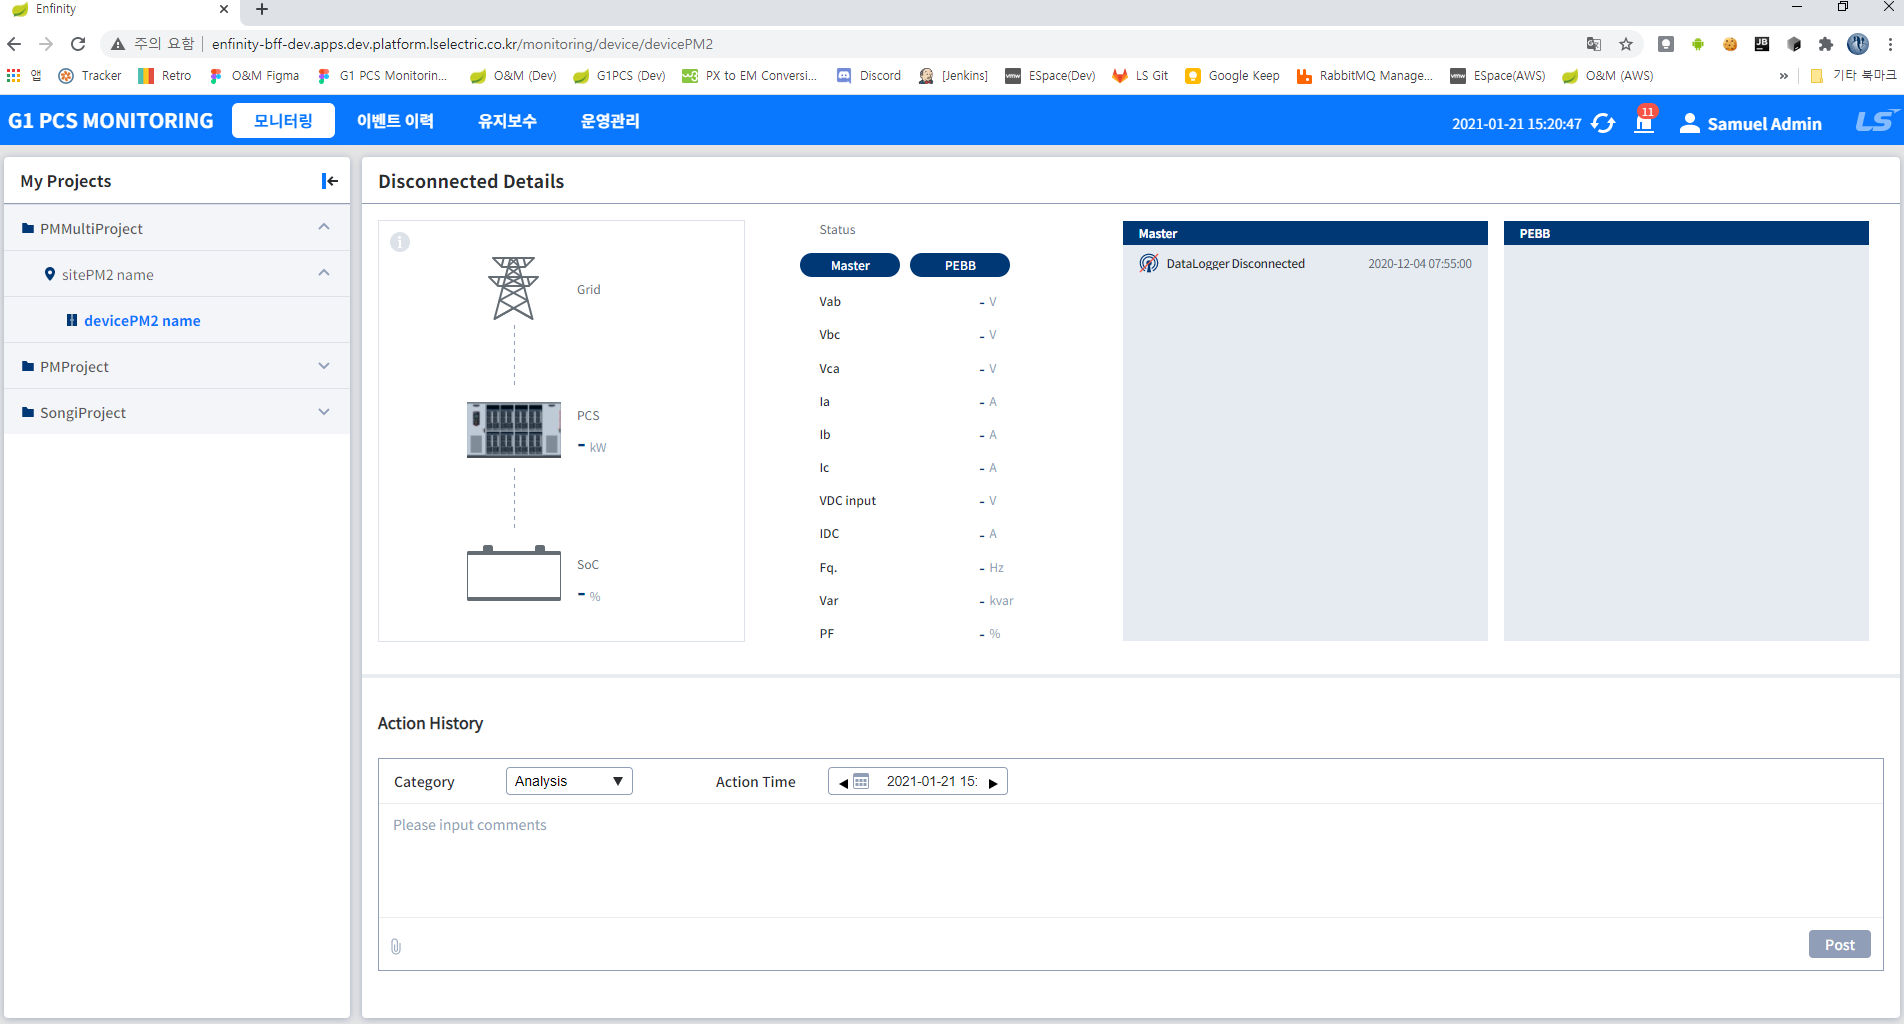 Enfinity
주의 요함 | enfinity-bff-dev.apps.dev.platform.lselectric.co.kr/monitoring/device/devicePM2
앱 Tracker Retro O&M Figma G1 PCS Monitorin... O&M (Dev) G1PCS (Dev) PX to EM Conversi... Discord [Jenkins] ESpace(Dev) LS Git Google Keep RabbitMQ Manage... ESpace(AWS) O&M (AWS) » 기타 북마크
G1 PCS MONITORING 모니터링 이벤트 이력 유지보수 운영관리 2021-01-21 15:20:47 11 Samuel Admin LS
My Projects
PMMultiProject
sitePM2 name
devicePM2 name
PMProject
SongiProject
Disconnected Details
Grid
PCS
- kW
SoC
- %
Status
Master PEBB
Vab - V
Vbc - V
Vca - V
Ia - A
Ib - A
Ic - A
VDC input - V
IDC - A
Fq. - Hz
Var - kvar
PF - %
Master
DataLogger Disconnected 2020-12-04 07:55:00
PEBB
Action History
Category Analysis Action Time 2021-01-21 15:
Please input comments
Post